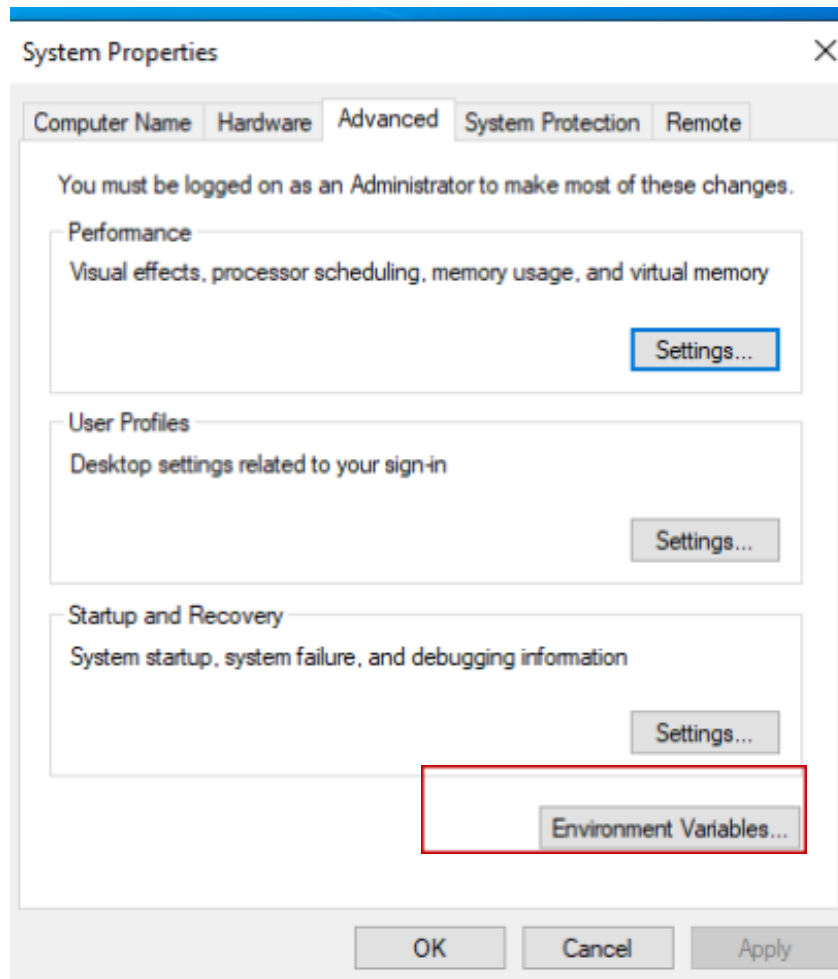 System Properties
Computer Name Hardware Advanced System Protection Remote
You must be logged on as an Administrator to make most of these changes.
Performance
Visual effects, processor scheduling, memory usage, and virtual memory
Settings...
User Profiles
Desktop settings related to your sign-in
Settings...
Startup and Recovery
System startup, system failure, and debugging information
Settings...
Environment Variables...
OK Cancel Apply